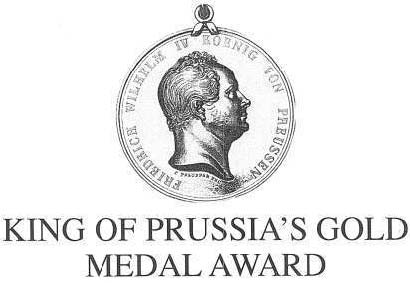 FRIEDRICH WILHELM IV KOENIG VON PREUSSEN
KING OF PRUSSIA'S GOLD
MEDAL AWARD